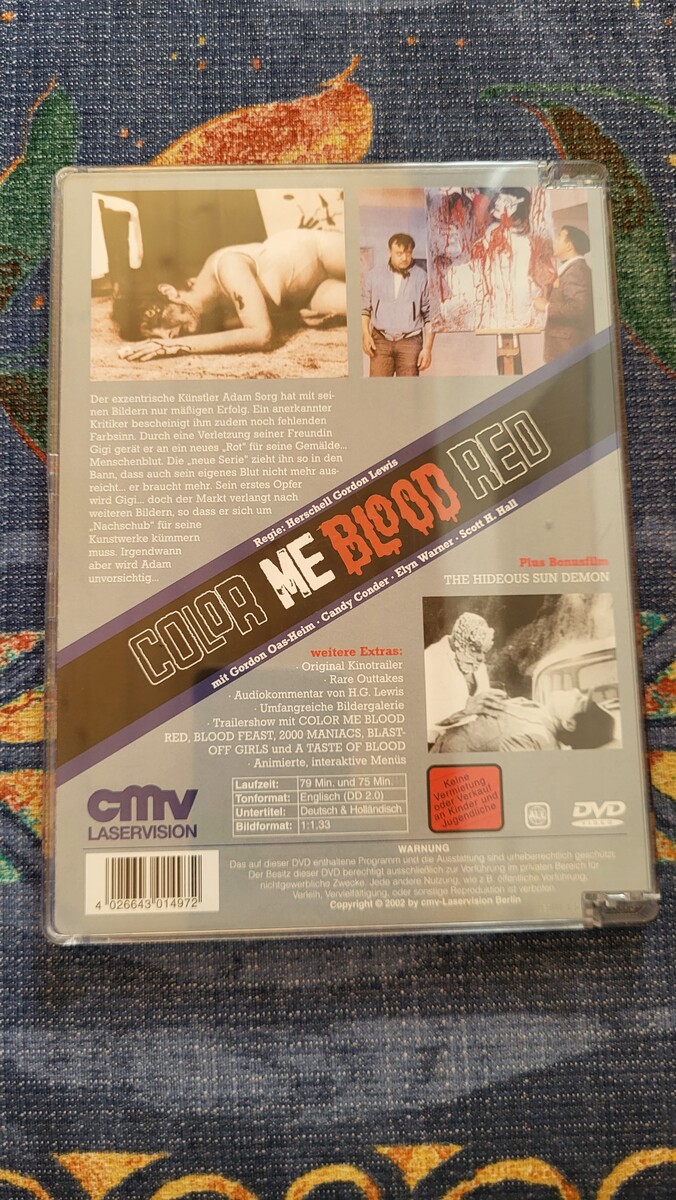 Der exzentrische Künstler Adam Sorg hat mit sei-
nen Bildern nur mäßigen Erfolg. Ein anerkannter
Kritiker bescheinigt ihm zudem noch fehlenden
Farbsinn. Durch eine Verletzung seiner Freundin
Gigi gerät er an ein neues „Rot" für seine Gemälde...
Menschenblut. Die „neue Serie" zieht ihn so in den
Bann, dass auch sein eigenes Blut nicht mehr aus-
reicht... er braucht mehr. Sein erstes Opfer
wird Gigi... doch der Markt verlangt nach
weiteren Bildern, so dass er sich um
„Nachschub" für seine
Kunstwerke kümmern
muss. Irgendwann
aber wird Adam
unvorsichtig...
Regie: Herschell Gordon Lewis
COLOR ME BLOOD RED
mit Gordon Oas-Heim · Candy Conder · Elyn Warner · Scott H. Hall
Plus Bonusfilm
THE HIDEOUS SUN DEMON
weitere Extras:
· Original Kinotrailer
· Rare Outtakes
· Audiokommentar von H.G. Lewis
· Umfangreiche Bildergalerie
· Trailershow mit COLOR ME BLOOD
RED, BLOOD FEAST, 2000 MANIACS, BLAST-
OFF GIRLS und A TASTE OF BLOOD
· Animierte, interaktive Menüs
cmv
LASERVISION
Laufzeit: 79 Min. und 75 Min.
Tonformat: Englisch (DD 2.0)
Untertitel: Deutsch & Holländisch
Bildformat: 1:1,33
Keine
Vermietung
oder Verkauf
an Kinder und
Jugendliche
ALL
DVD
VIDEO
WARNUNG
Das auf dieser DVD enthaltene Programm und die Ausstattung sind urheberrechtlich geschützt.
Der Besitz dieser DVD berechtigt ausschließlich zur Vorführung im privaten Bereich für
nichtgewerbliche Zwecke. Jede andere Nutzung, wie z.B. öffentliche Vorführung,
Verleih, Vervielfältigung, oder sonstige Reproduktion ist verboten.
Copyright © 2002 by cmv-Laservision Berlin
4 026643 014972